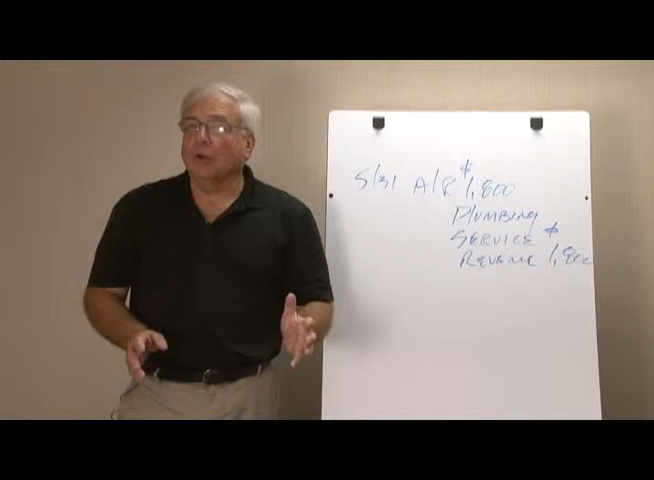 5/31 A/R $1,800
Plumbing
Service $
Revenue 1,800